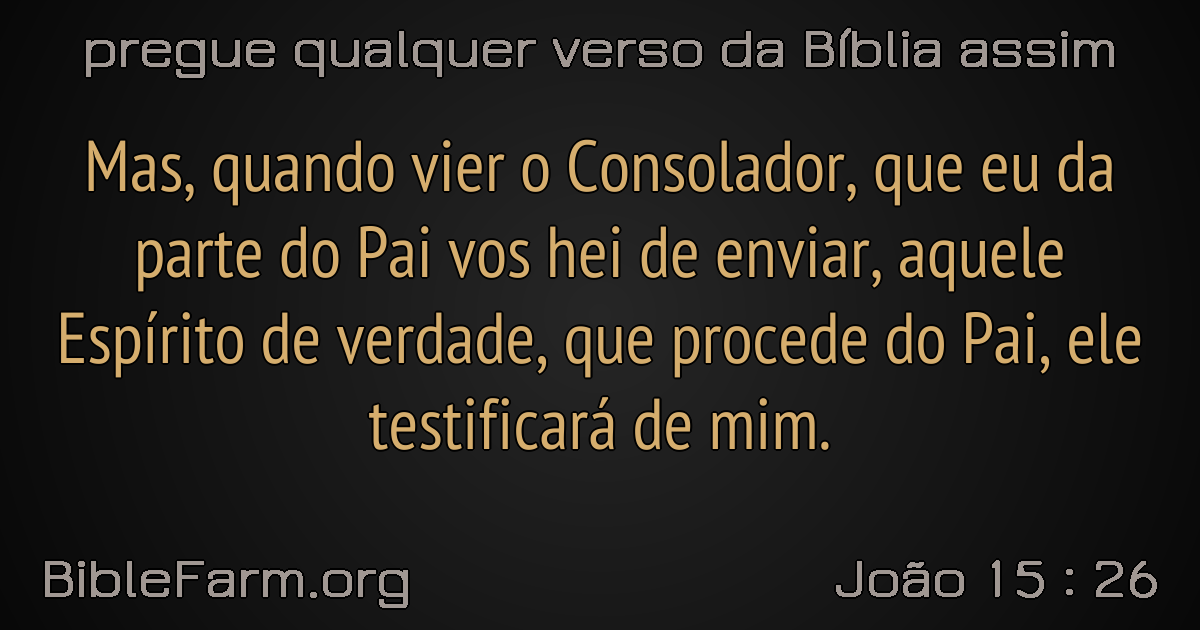 pregue qualquer verso da Bíblia assim
Mas, quando vier o Consolador, que eu da
parte do Pai vos hei de enviar, aquele
Espírito de verdade, que procede do Pai, ele
testificará de mim.
BibleFarm.org
João 15 : 26